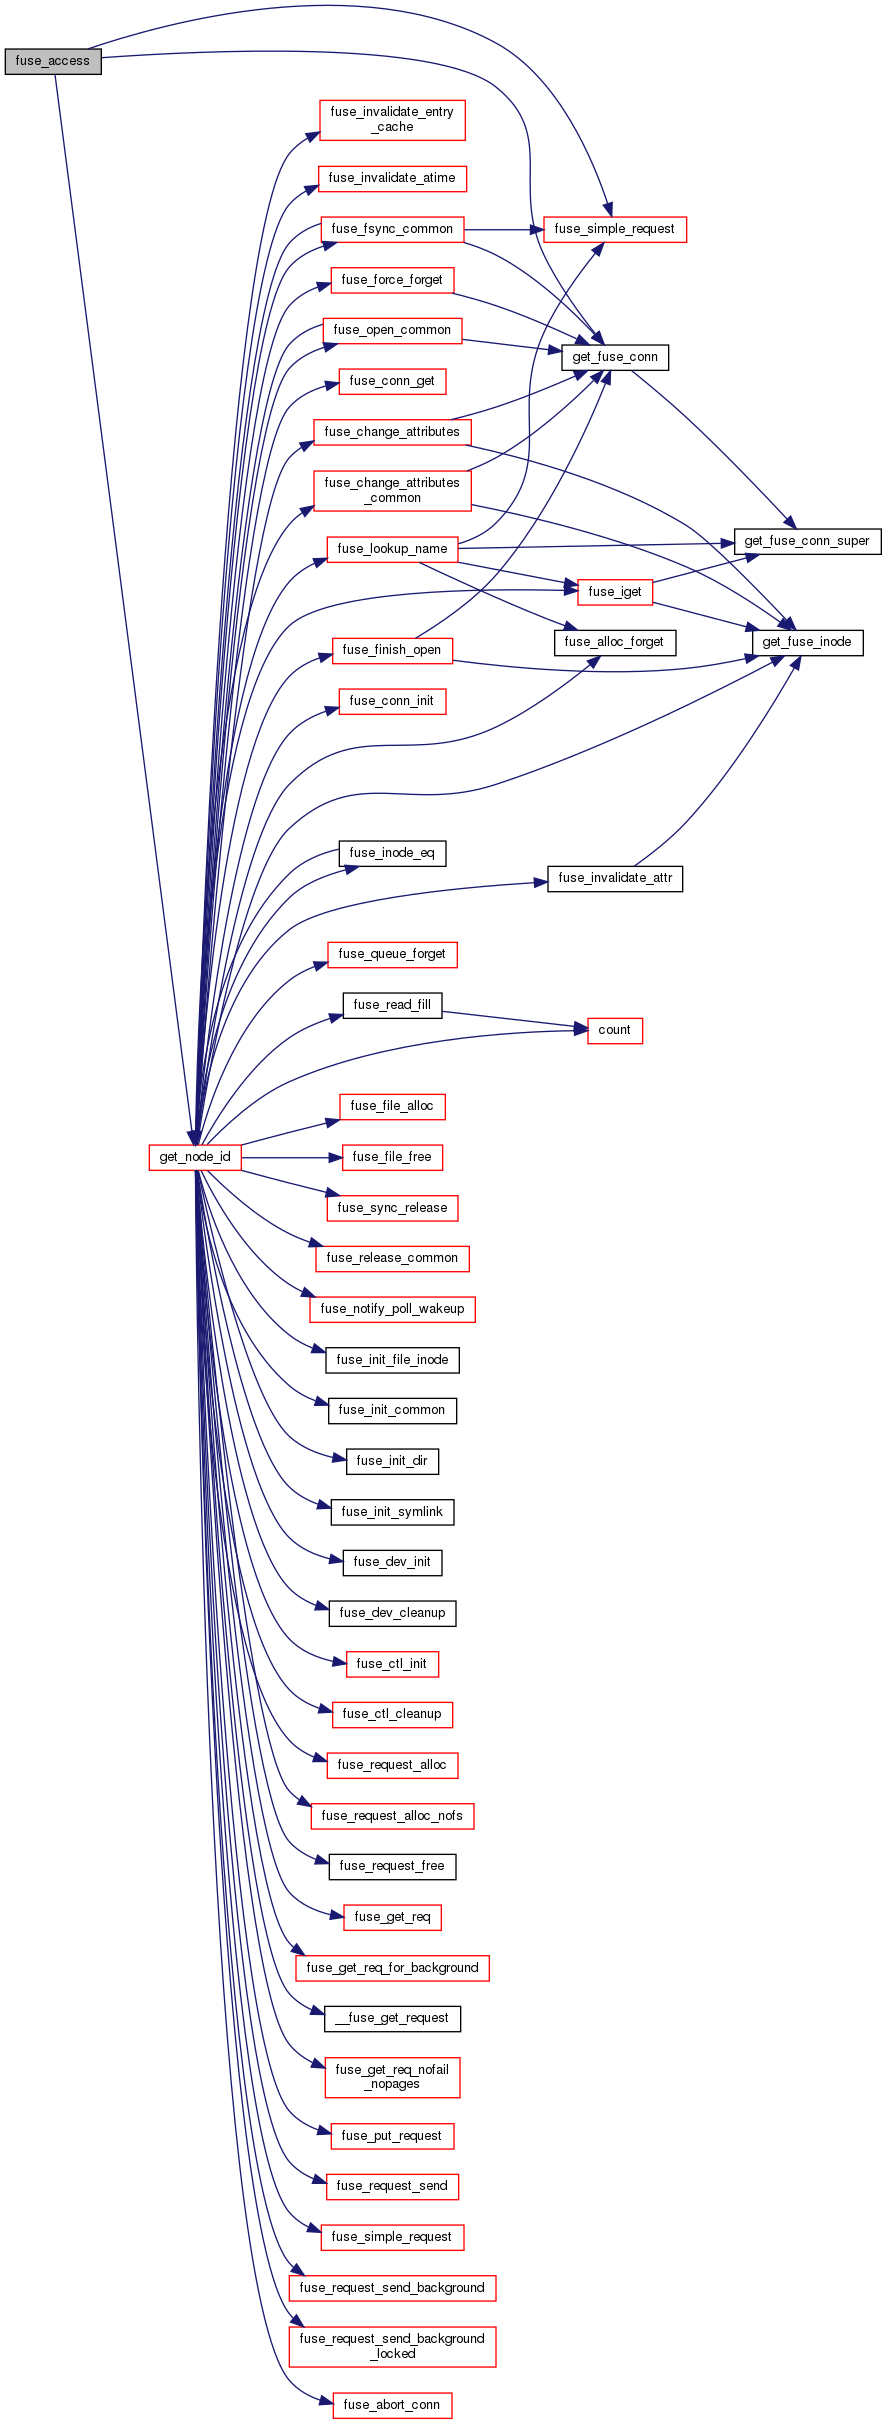 fuse_access
fuse_invalidate_entry
_cache
fuse_invalidate_atime
fuse_fsync_common
fuse_simple_request
fuse_force_forget
fuse_open_common
get_fuse_conn
fuse_conn_get
fuse_change_attributes
fuse_change_attributes
_common
fuse_lookup_name
get_fuse_conn_super
fuse_iget
fuse_finish_open
fuse_alloc_forget
get_fuse_inode
fuse_conn_init
fuse_inode_eq
fuse_invalidate_attr
fuse_queue_forget
fuse_read_fill
count
fuse_file_alloc
get_node_id
fuse_file_free
fuse_sync_release
fuse_release_common
fuse_notify_poll_wakeup
fuse_init_file_inode
fuse_init_common
fuse_init_dir
fuse_init_symlink
fuse_dev_init
fuse_dev_cleanup
fuse_ctl_init
fuse_ctl_cleanup
fuse_request_alloc
fuse_request_alloc_nofs
fuse_request_free
fuse_get_req
fuse_get_req_for_background
__fuse_get_request
fuse_get_req_nofail
_nopages
fuse_put_request
fuse_request_send
fuse_simple_request
fuse_request_send_background
fuse_request_send_background
_locked
fuse_abort_conn